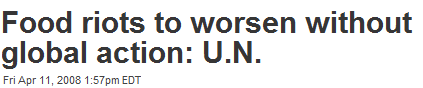 Food riots to worsen without
global action: U.N.
Fri Apr 11, 2008 1:57pm EDT